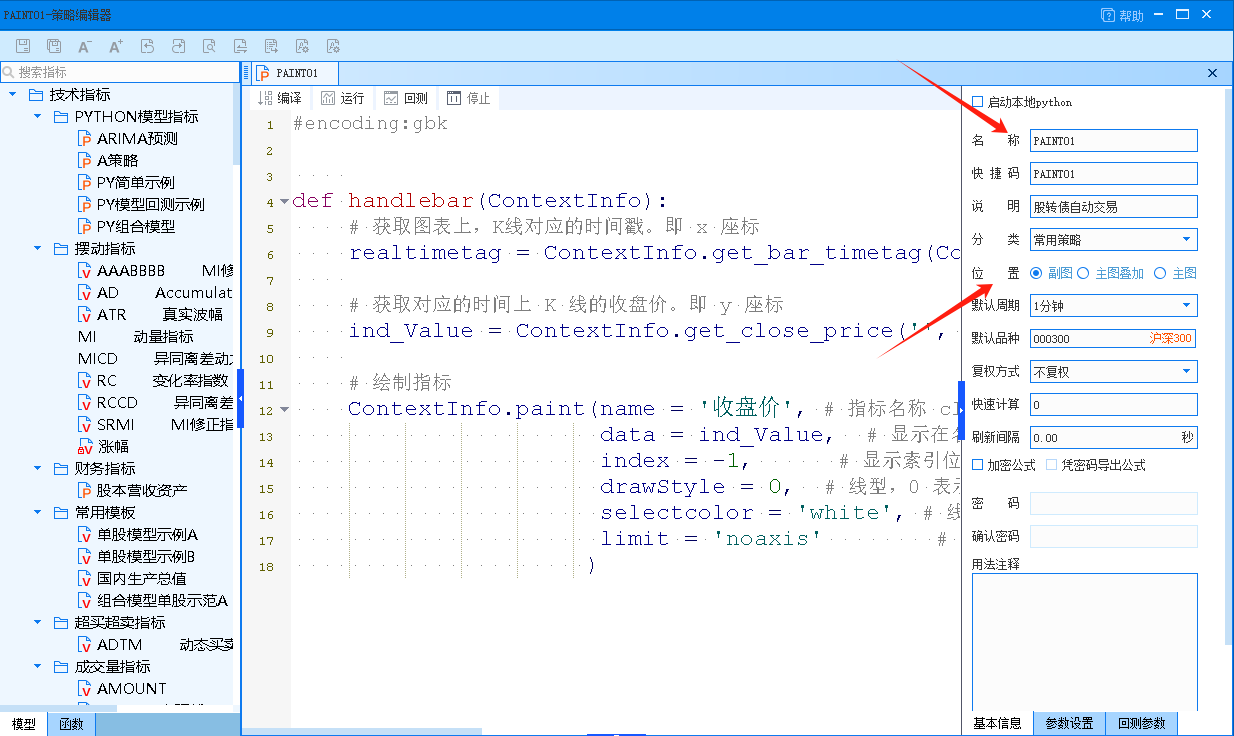 PAINT01-策略编辑器
帮助
搜索指标
技术指标
PYTHON模型指标
ARIMA预测
A策略
PY简单示例
PY模型回测示例
PY组合模型
摆动指标
AAABBBB MI修
AD Accumulat
ATR 真实波幅
MI 动量指标
MICD 异同离差动力
RC 变化率指数
RCCD 异同离差
SRMI MI修正指
涨幅
财务指标
股本营收资产
常用模板
单股模型示例A
单股模型示例B
国内生产总值
组合模型单股示范A
超买超卖指标
ADTM 动态买卖
成交量指标
AMOUNT
模型 函数
PAINT01
编译 运行 回测 停止
1 #encoding:gbk
2
3
4 def handlebar(ContextInfo):
5 # 获取图表上，K线对应的时间戳。即 x 座标
6 realtimetag = ContextInfo.get_bar_timetag(Co
7
8 # 获取对应的时间上 K 线的收盘价。即 y 座标
9 ind_Value = ContextInfo.get_close_price('',
10
11 # 绘制指标
12 ContextInfo.paint(name = '收盘价', # 指标名称 cl
13 data = ind_Value, # 显示在名
14 index = -1, # 显示索引位
15 drawStyle = 0, # 线型，0 表示
16 selectcolor = 'white', # 线
17 limit = 'noaxis' #
18 )
启动本地python
名 称 PAINT01
快捷码 PAINT01
说 明 股转债自动交易
分 类 常用策略
位 置 副图 主图叠加 主图
默认周期 1分钟
默认品种 000300 沪深300
复权方式 不复权
快速计算 0
刷新间隔 0.00 秒
加密公式 凭密码导出公式
密 码
确认密码
用法注释
基本信息 参数设置 回测参数